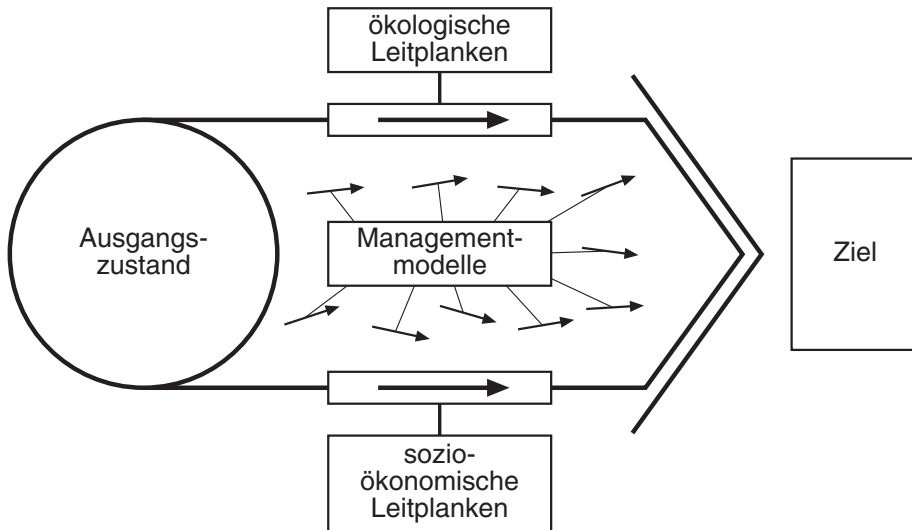 ökologische
Leitplanken
Ausgangs-
zustand
Management-
modelle
Ziel
sozio-
ökonomische
Leitplanken